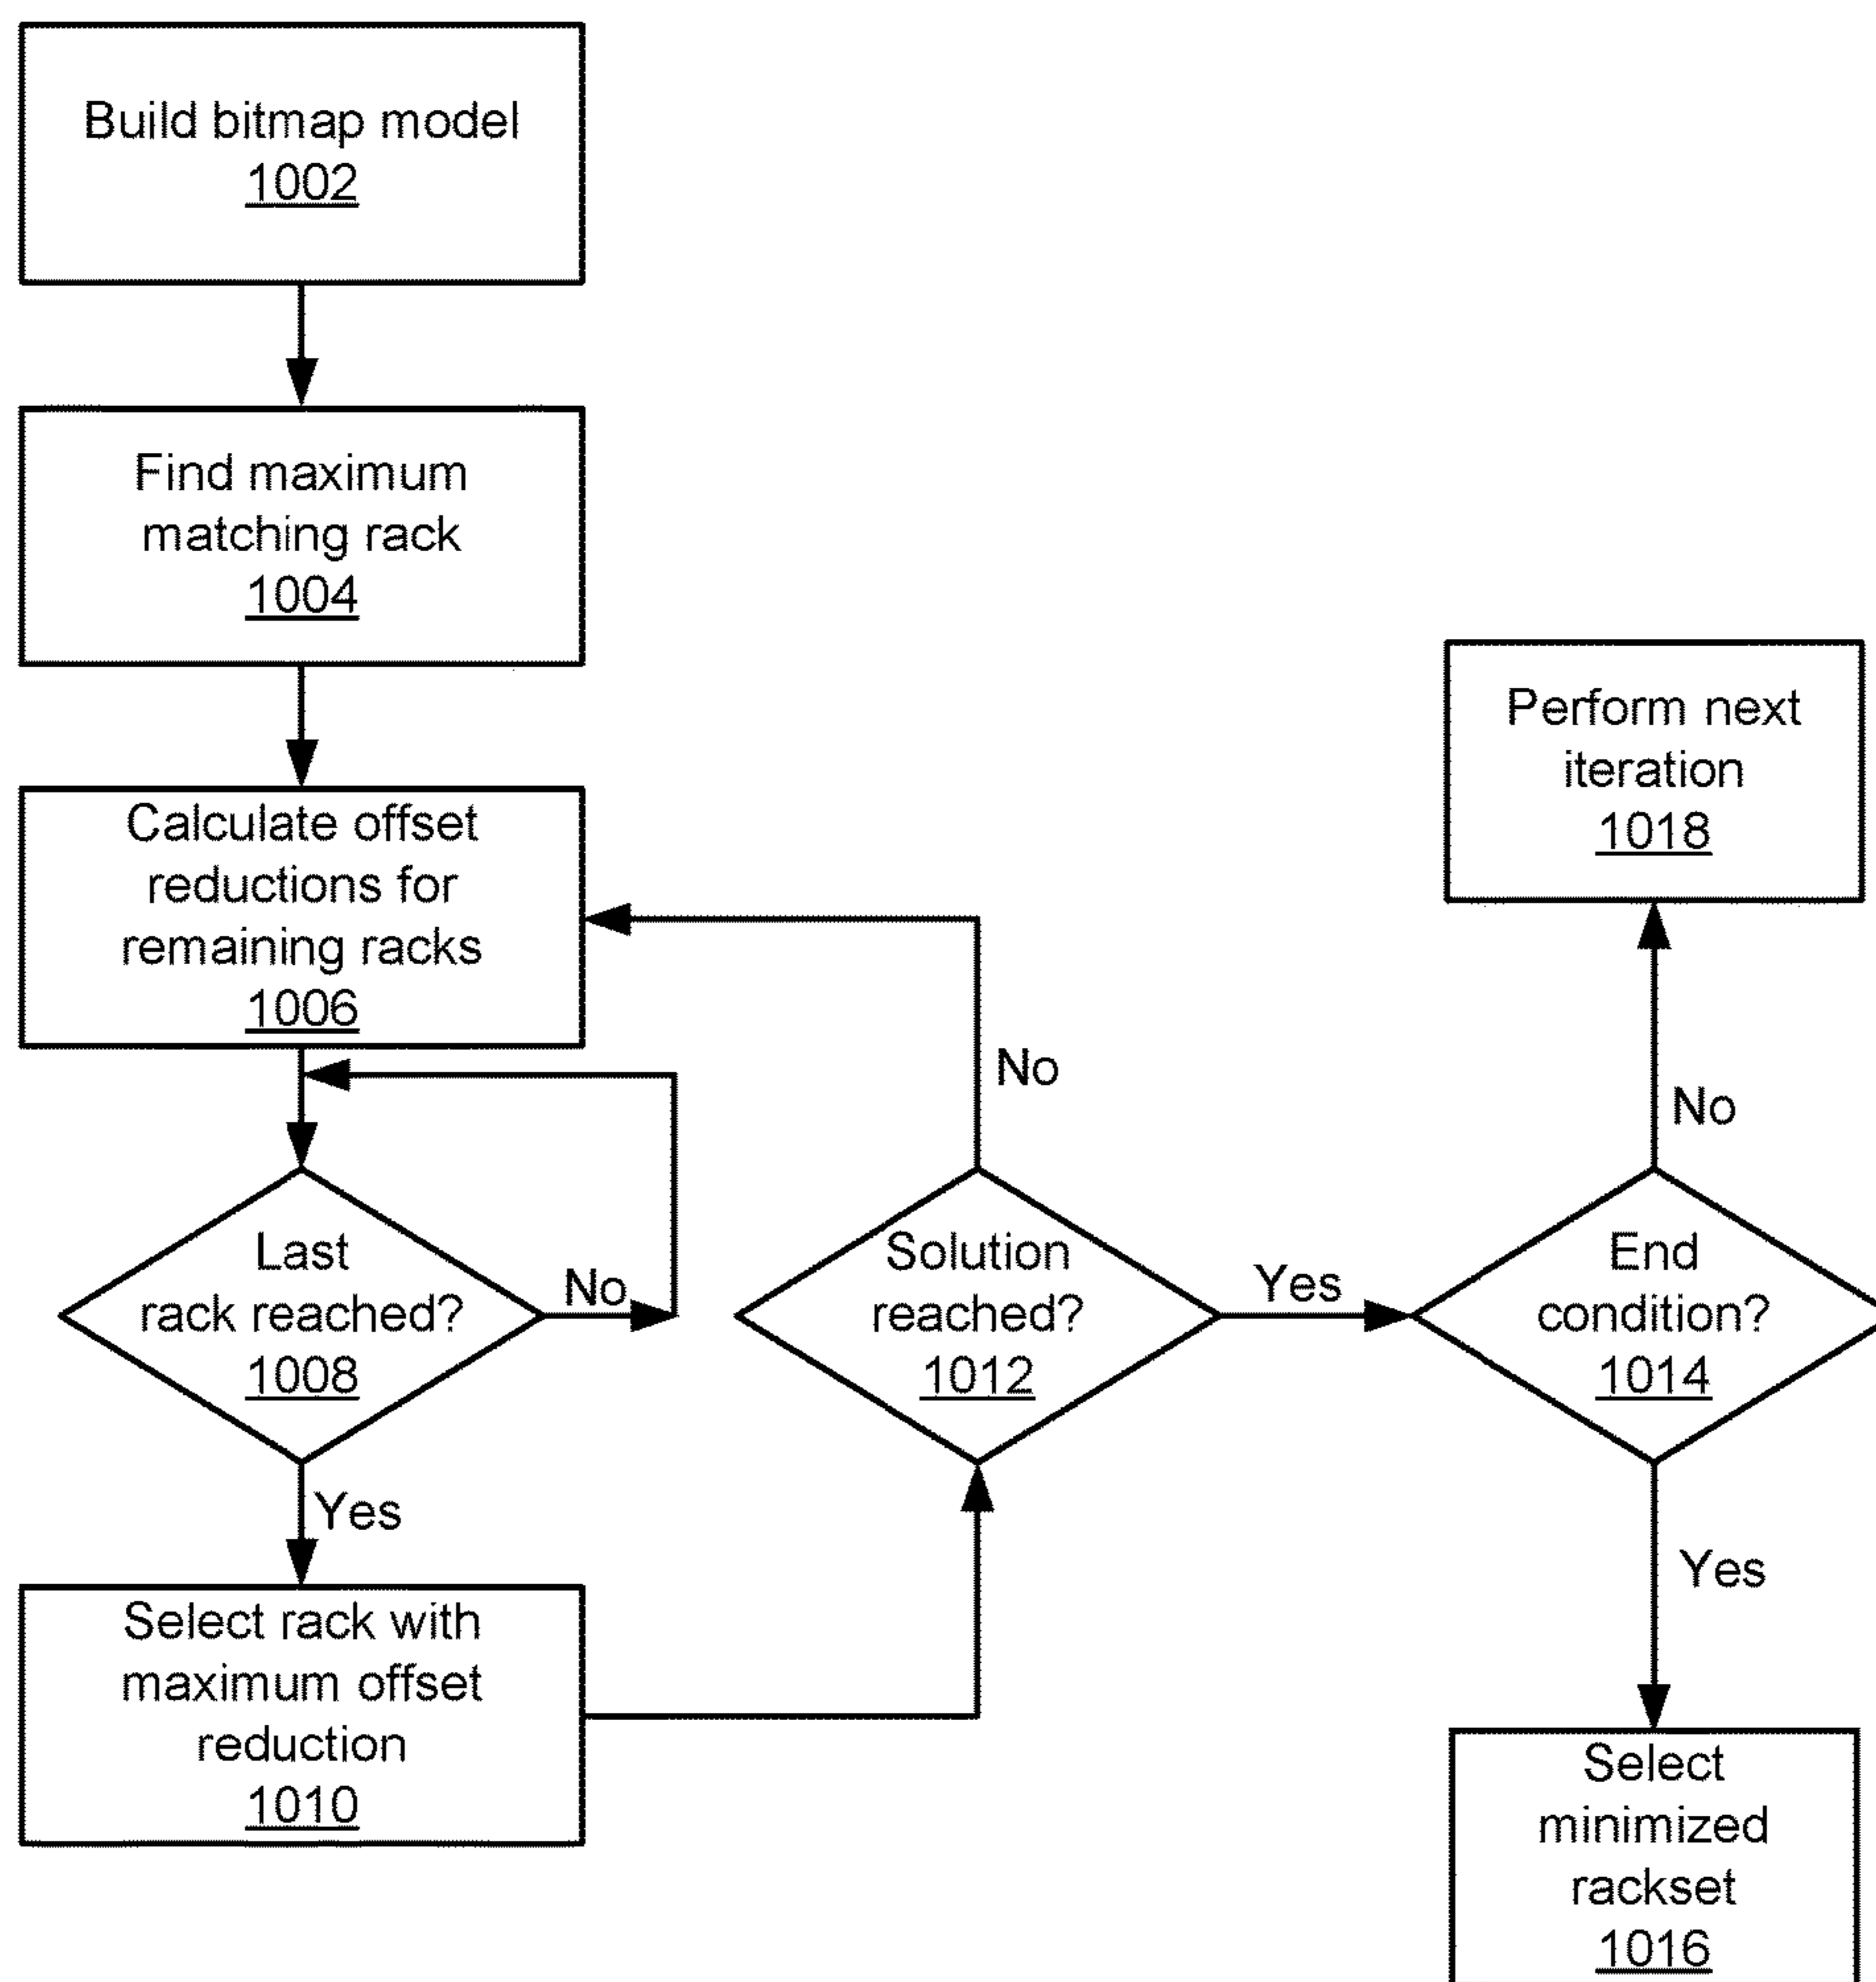 Build bitmap model
1002
Find maximum
matching rack
1004
Calculate offset
reductions for
remaining racks
1006
Last
rack reached?
1008
No
Yes
Select rack with
maximum offset
reduction
1010
Solution
reached?
1012
No
Yes
End
condition?
1014
No
Yes
Perform next
iteration
1018
Select
minimized
rackset
1016